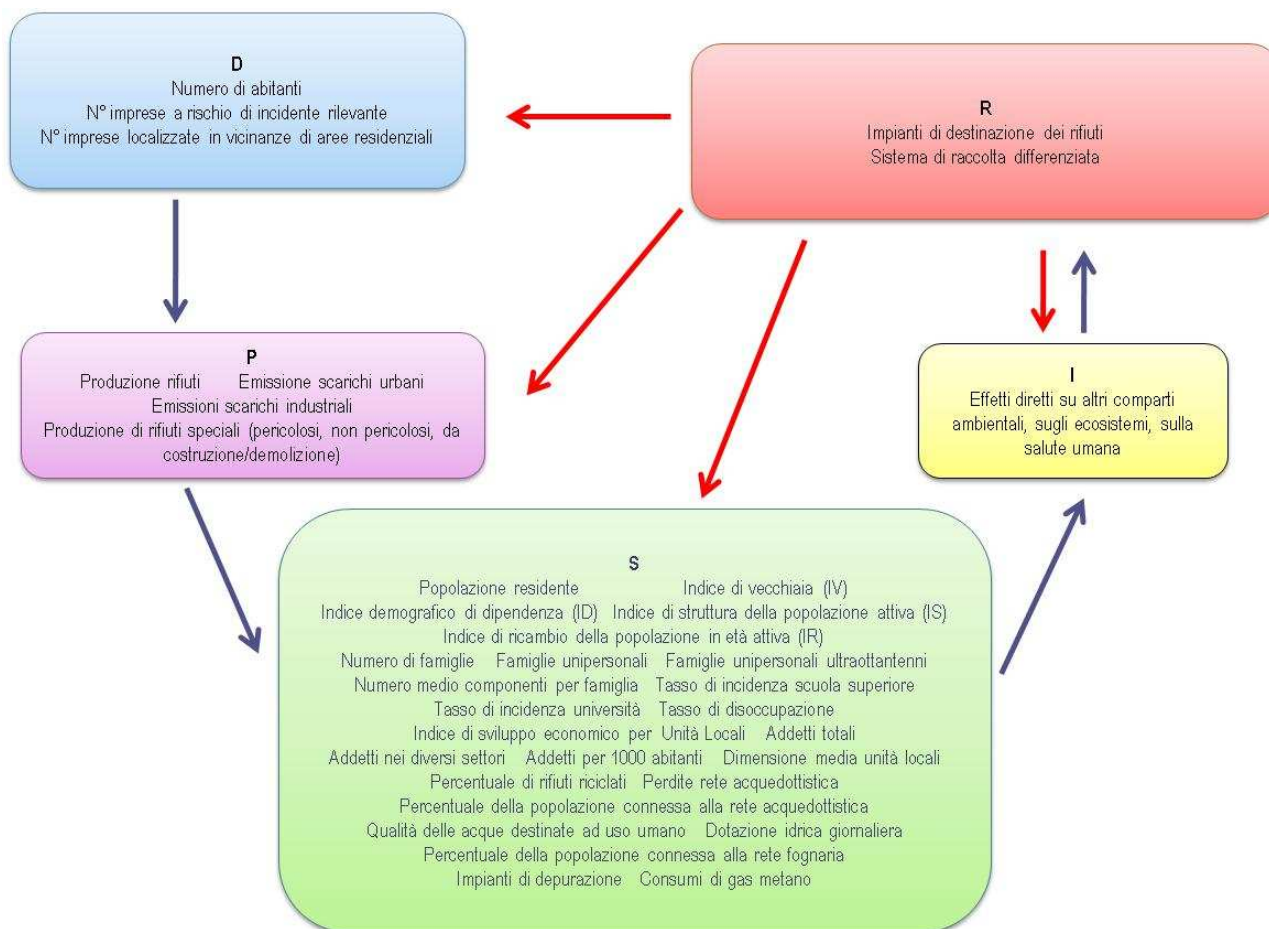 D
Numero di abitanti
N° imprese a rischio di incidente rilevante
N° imprese localizzate in vicinanze di aree residenziali
R
Impianti di destinazione dei rifiuti
Sistema di raccolta differenziata
P
Produzione rifiuti Emissione scarichi urbani
Emissioni scarichi industriali
Produzione di rifiuti speciali (pericolosi, non pericolosi, da
costruzione/demolizione)
I
Effetti diretti su altri comparti
ambientali, sugli ecosistemi, sulla
salute umana
S
Popolazione residente Indice di vecchiaia (IV)
Indice demografico di dipendenza (ID) Indice di struttura della popolazione attiva (IS)
Indice di ricambio della popolazione in età attiva (IR)
Numero di famiglie Famiglie unipersonali Famiglie unipersonali ultraottantenni
Numero medio componenti per famiglia Tasso di incidenza scuola superiore
Tasso di incidenza università Tasso di disoccupazione
Indice di sviluppo economico per Unità Locali Addetti totali
Addetti nei diversi settori Addetti per 1000 abitanti Dimensione media unità locali
Percentuale di rifiuti riciclati Perdite rete acquedottistica
Percentuale della popolazione connessa alla rete acquedottistica
Qualità delle acque destinate ad uso umano Dotazione idrica giornaliera
Percentuale della popolazione connessa alla rete fognaria
Impianti di depurazione Consumi di gas metano